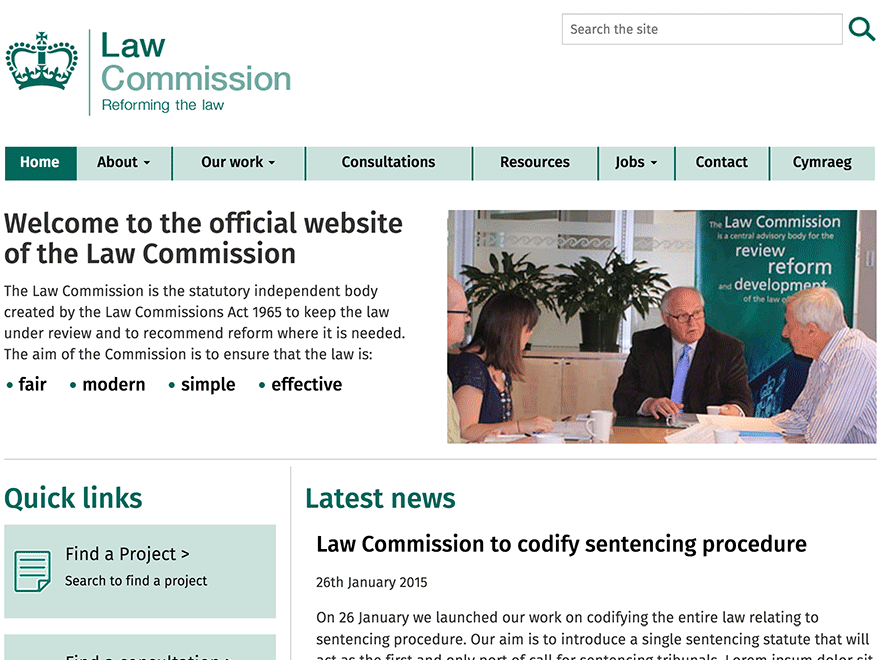 Search the site
Law
Commission
Reforming the law
Home About Our work Consultations Resources Jobs Contact Cymraeg
Welcome to the official website
of the Law Commission
The Law Commission is the statutory independent body
created by the Law Commissions Act 1965 to keep the law
under review and to recommend reform where it is needed.
The aim of the Commission is to ensure that the law is:
• fair • modern • simple • effective
The Law Commission
is a central advisory body for the
review
reform
and development
of the law
Quick links
Find a Project >
Search to find a project
Find a consultation >
Latest news
Law Commission to codify sentencing procedure
26th January 2015
On 26 January we launched our work on codifying the entire law relating to
sentencing procedure. Our aim is to introduce a single sentencing statute that will
act as the first and only port of call for sentencing tribunals. Lorem ipsum dolor sit